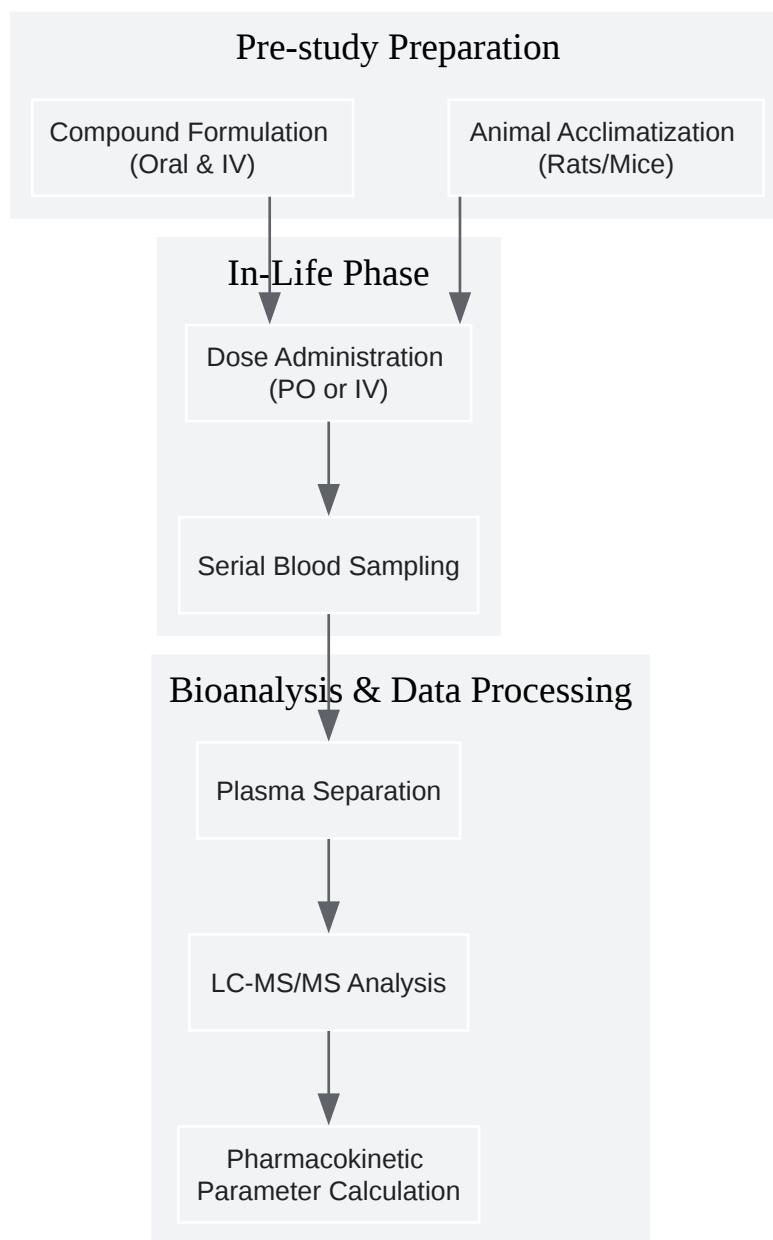 Pre-study Preparation
Compound Formulation
(Oral & IV)
Animal Acclimatization
(Rats/Mice)
In-Life Phase
Dose Administration
(PO or IV)
Serial Blood Sampling
Bioanalysis & Data Processing
Plasma Separation
LC-MS/MS Analysis
Pharmacokinetic
Parameter Calculation